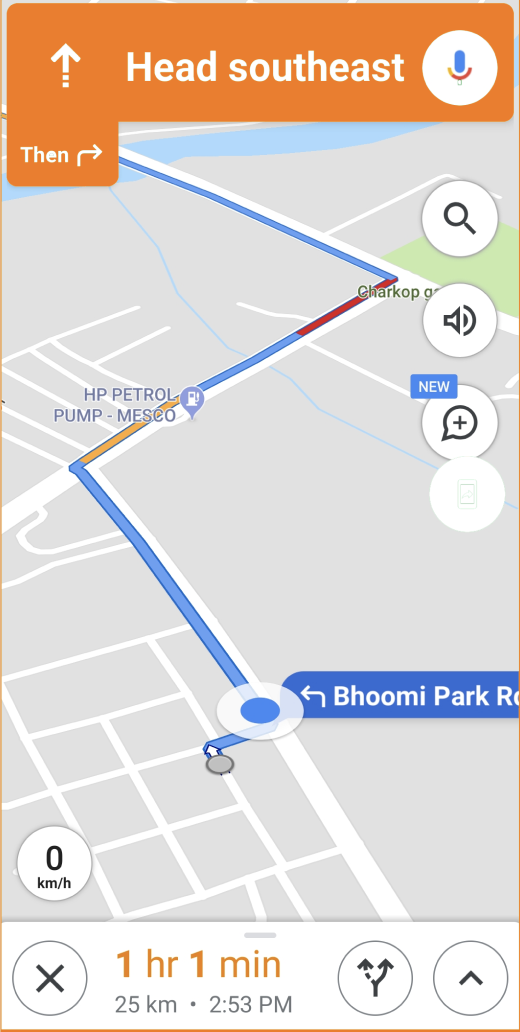 Head southeast
Then
Charkop ga
HP PETROL
PUMP - MESCO
NEW
Bhoomi Park Ro
0
km/h
1 hr 1 min
25 km • 2:53 PM